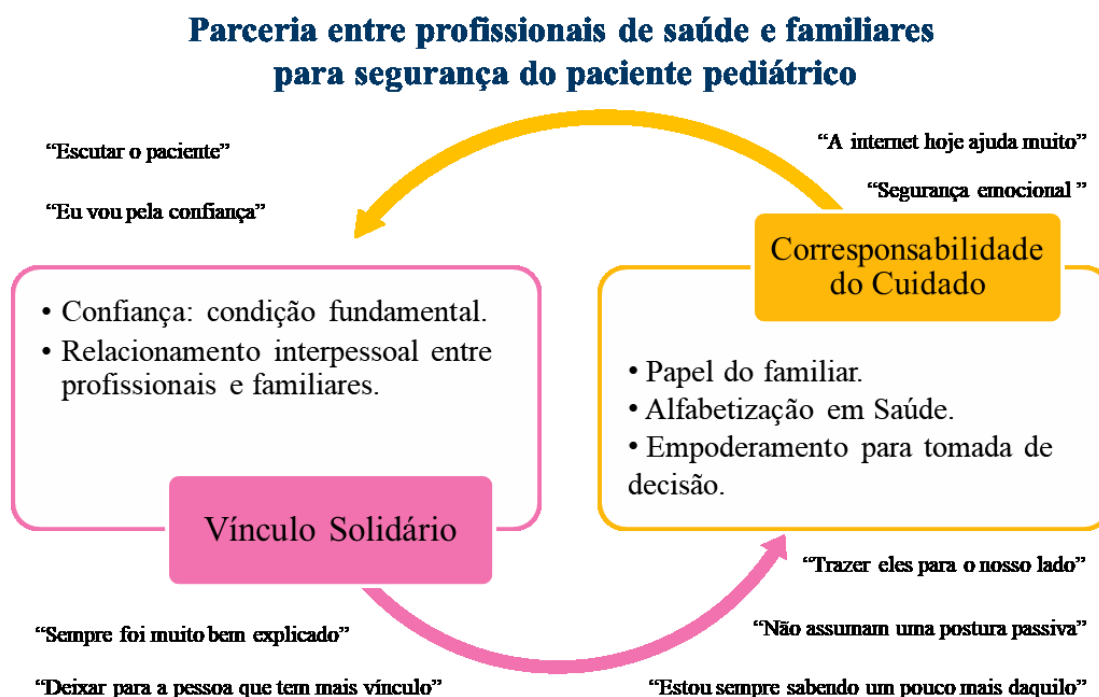 Parceria entre profissionais de saúde e familiares
para segurança do paciente pediátrico
“Escutar o paciente”
“Eu vou pela confiança”
“A internet hoje ajuda muito”
“Segurança emocional ”
• Confiança: condição fundamental.
• Relacionamento interpessoal entre
profissionais e familiares.
Vínculo Solidário
Corresponsabilidade
do Cuidado
• Papel do familiar.
• Alfabetização em Saúde.
• Empoderamento para tomada de
decisão.
“Sempre foi muito bem explicado”
“Deixar para a pessoa que tem mais vínculo”
“Trazer eles para o nosso lado”
“Não assumam uma postura passiva”
“Estou sempre sabendo um pouco mais daquilo”